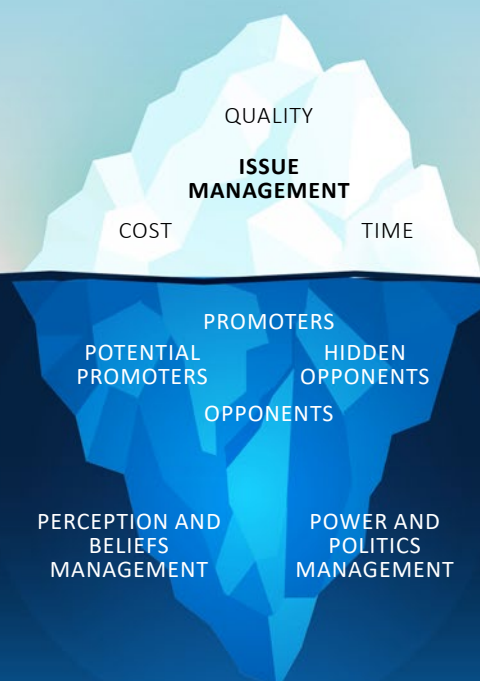 QUALITY
ISSUE
MANAGEMENT
COST
TIME
PROMOTERS
POTENTIAL
PROMOTERS
HIDDEN
OPPONENTS
OPPONENTS
PERCEPTION AND
BELIEFS
MANAGEMENT
POWER AND
POLITICS
MANAGEMENT